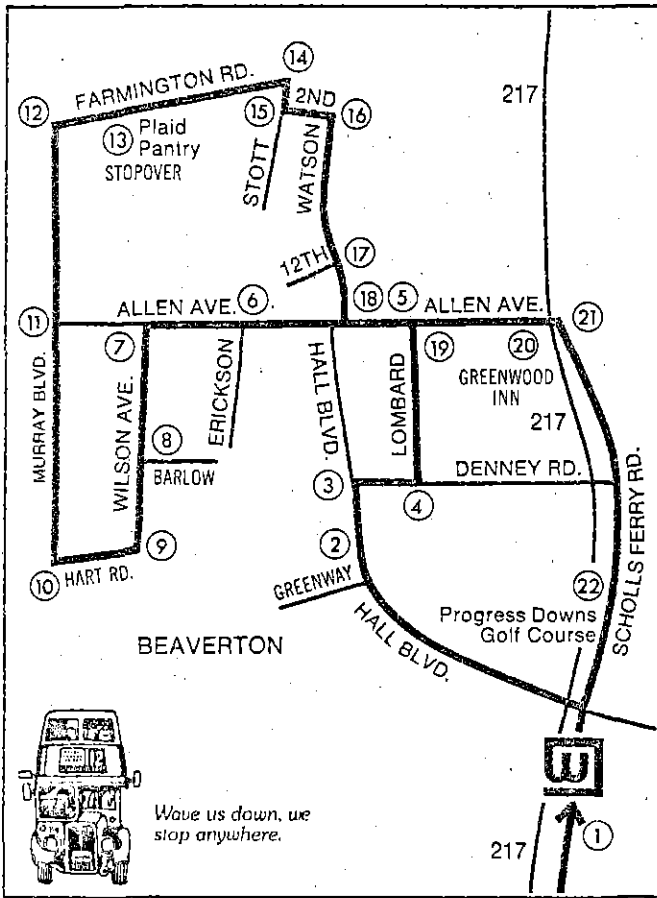 14
FARMINGTON RD.
12
2ND
15
16
217
13 Plaid
Pantry
STOPOVER
STOTT
WATSON
17
12TH
6
18
5
11
ALLEN AVE.
ALLEN AVE.
21
7
19
20
GREENWOOD
INN
MURRAY BLVD.
WILSON AVE.
ERICKSON
HALL BLVD.
LOMBARD
217
8
BARLOW
DENNEY RD.
3
4
SCHOLLS FERRY RD.
9
2
10
HART RD.
GREENWAY
22
Progress Downs
Golf Course
HALL BLVD.
BEAVERTON
E
Wave us down, we
stop anywhere.
217
1